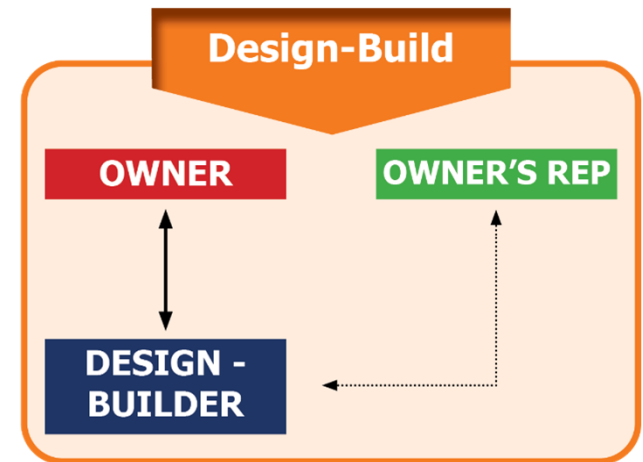 Design-Build
OWNER
OWNER’S REP
DESIGN -
BUILDER